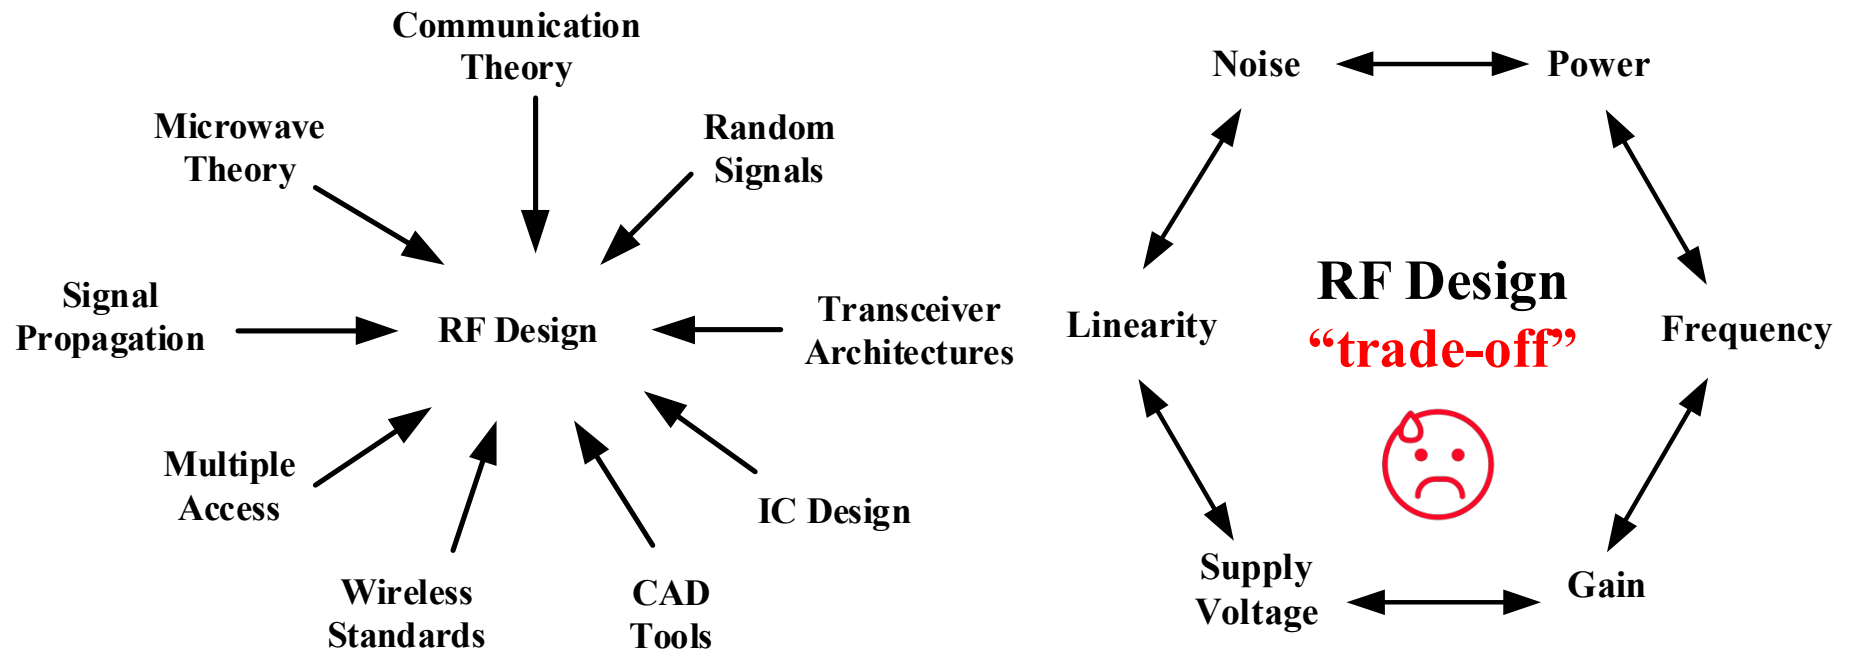 Communication
Theory
Microwave
Theory
Random
Signals
Signal
Propagation
RF Design
Transceiver
Architectures
Multiple
Access
IC Design
Wireless
Standards
CAD
Tools
Noise
Power
Linearity
RF Design
“trade-off”
Frequency
Supply
Voltage
Gain